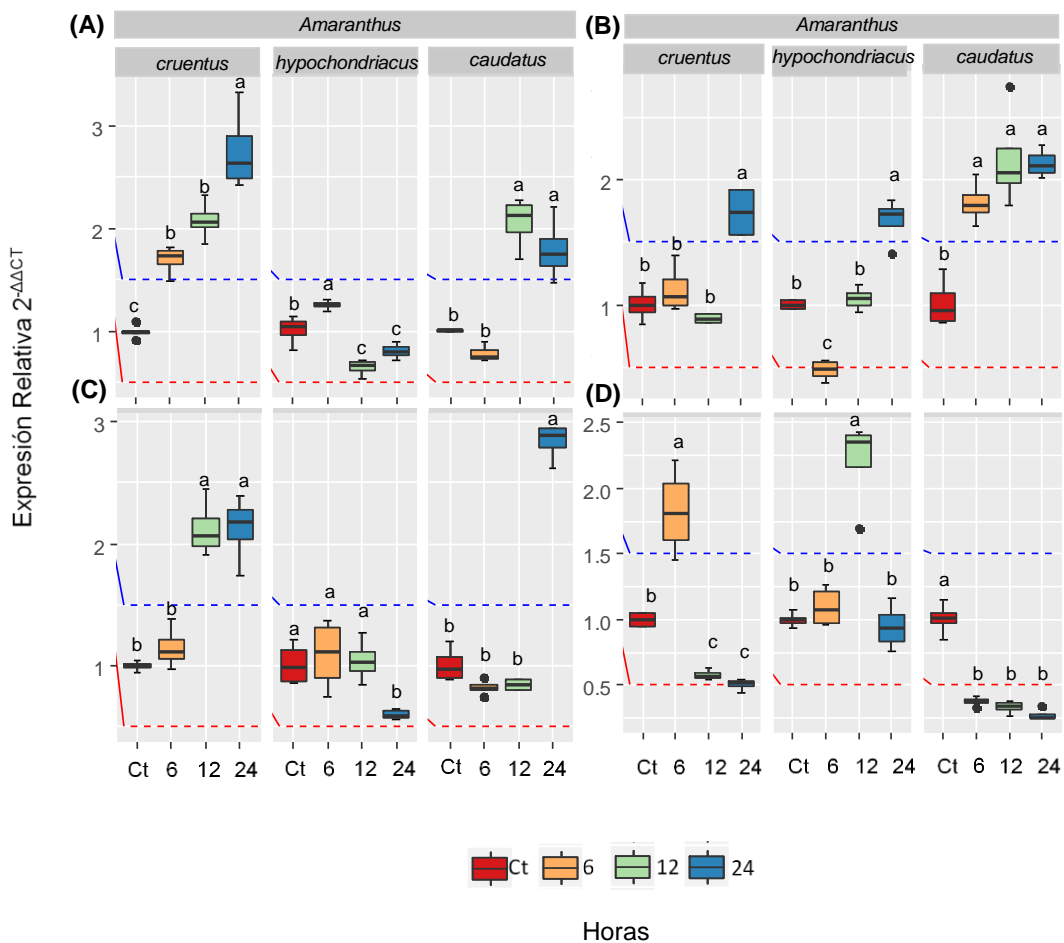 (A)
Amaranthus
cruentus hypochondriacus caudatus
Expresión Relativa 2^-ΔΔCT
3
2
1
c b b a
b a c c
b b a a
(B)
Amaranthus
cruentus hypochondriacus caudatus
2
1
b b b a
b c b a
b a a a
(C)
3
2
1
b b a a
a a a b
b b b a
Ct 6 12 24 Ct 6 12 24 Ct 6 12 24
(D)
2.5
2.0
1.5
1.0
0.5
b a c c
b b a b
a b b b
Ct 6 12 24 Ct 6 12 24 Ct 6 12 24
Ct 6 12 24
Horas